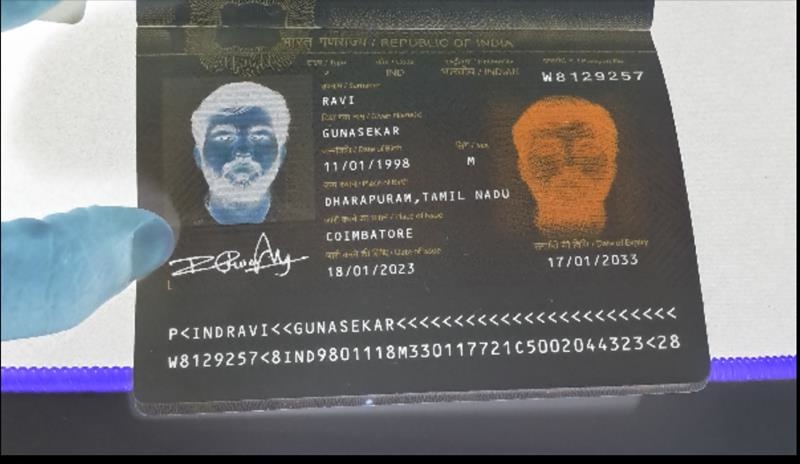 भारत गणराज्य / REPUBLIC OF INDIA
IND भारतीय / INDIAN W8129257
RAVI
GUNASEKAR
11/01/1998 M
DHARAPURAM,TAMIL NADU
COIMBATORE
18/01/2023 17/01/2033
P<INDRAVI<<GUNASEKAR<<<<<<<<<<<<<<<<<<<<<<<<
W8129257<8IND9801118M330117721C5002044323<28